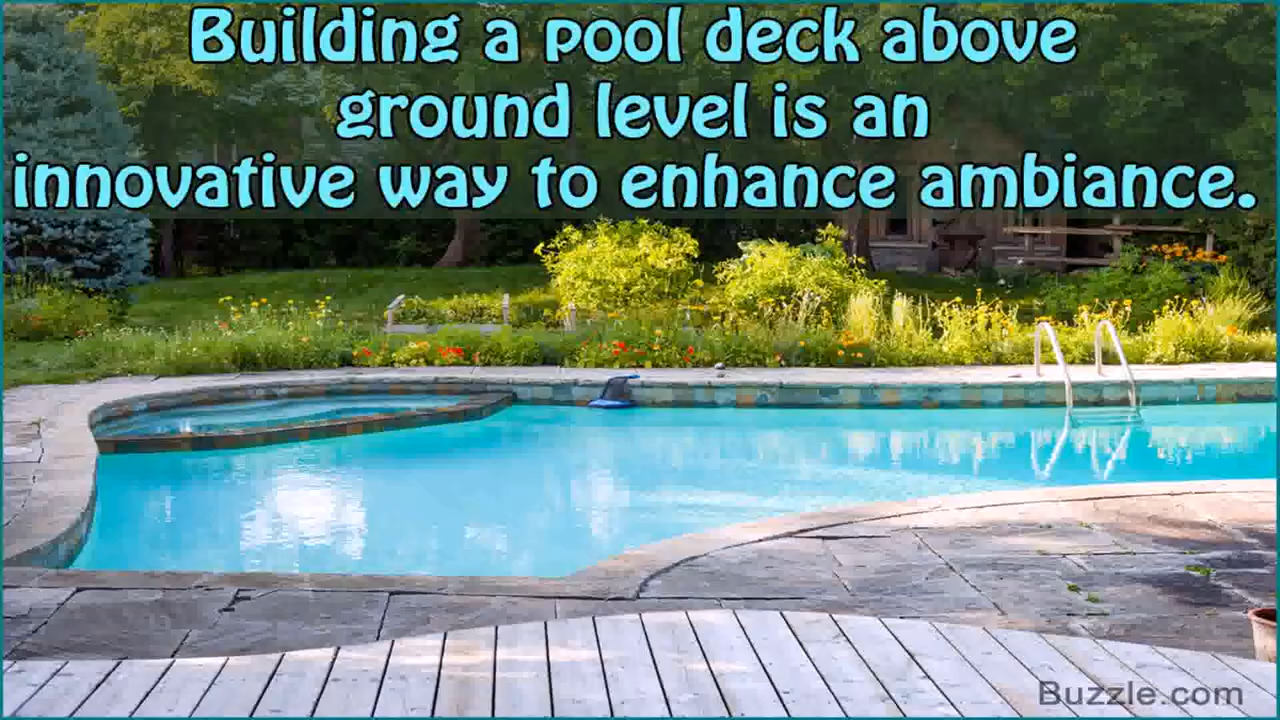 Building a pool deck above
ground level is an
innovative way to enhance ambiance.
Buzzle.com